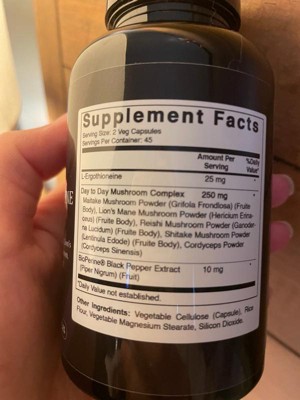 Supplement Facts
Serving Size: 2 Veg Capsules
Servings Per Container: 45
Amount Per Serving
%Daily Value*
L-Ergothioneine 25 mg *
Day to Day Mushroom Complex 250 mg *
Maitake Mushroom Powder (Grifola Frondosa) (Fruite
Body), Lion's Mane Mushroom Powder (Hericium Erina-
ceus) (Fruite Body), Reishi Mushroom Powder (Ganoder-
ma Lucidum) (Fruite Body), Shitake Mushroom Powder
(Lentinula Edode) (Fruite Body), Cordyceps Powder
(Cordyceps Sinensis)
BioPerine® Black Pepper Extract 10 mg *
(Piper Nigrum) (Fruit)
*Daily Value not established.
Other Ingredients: Vegetable Cellulose (Capsule), Rice
Flour, Vegetable Magnesium Stearate, Silicon Dioxide.